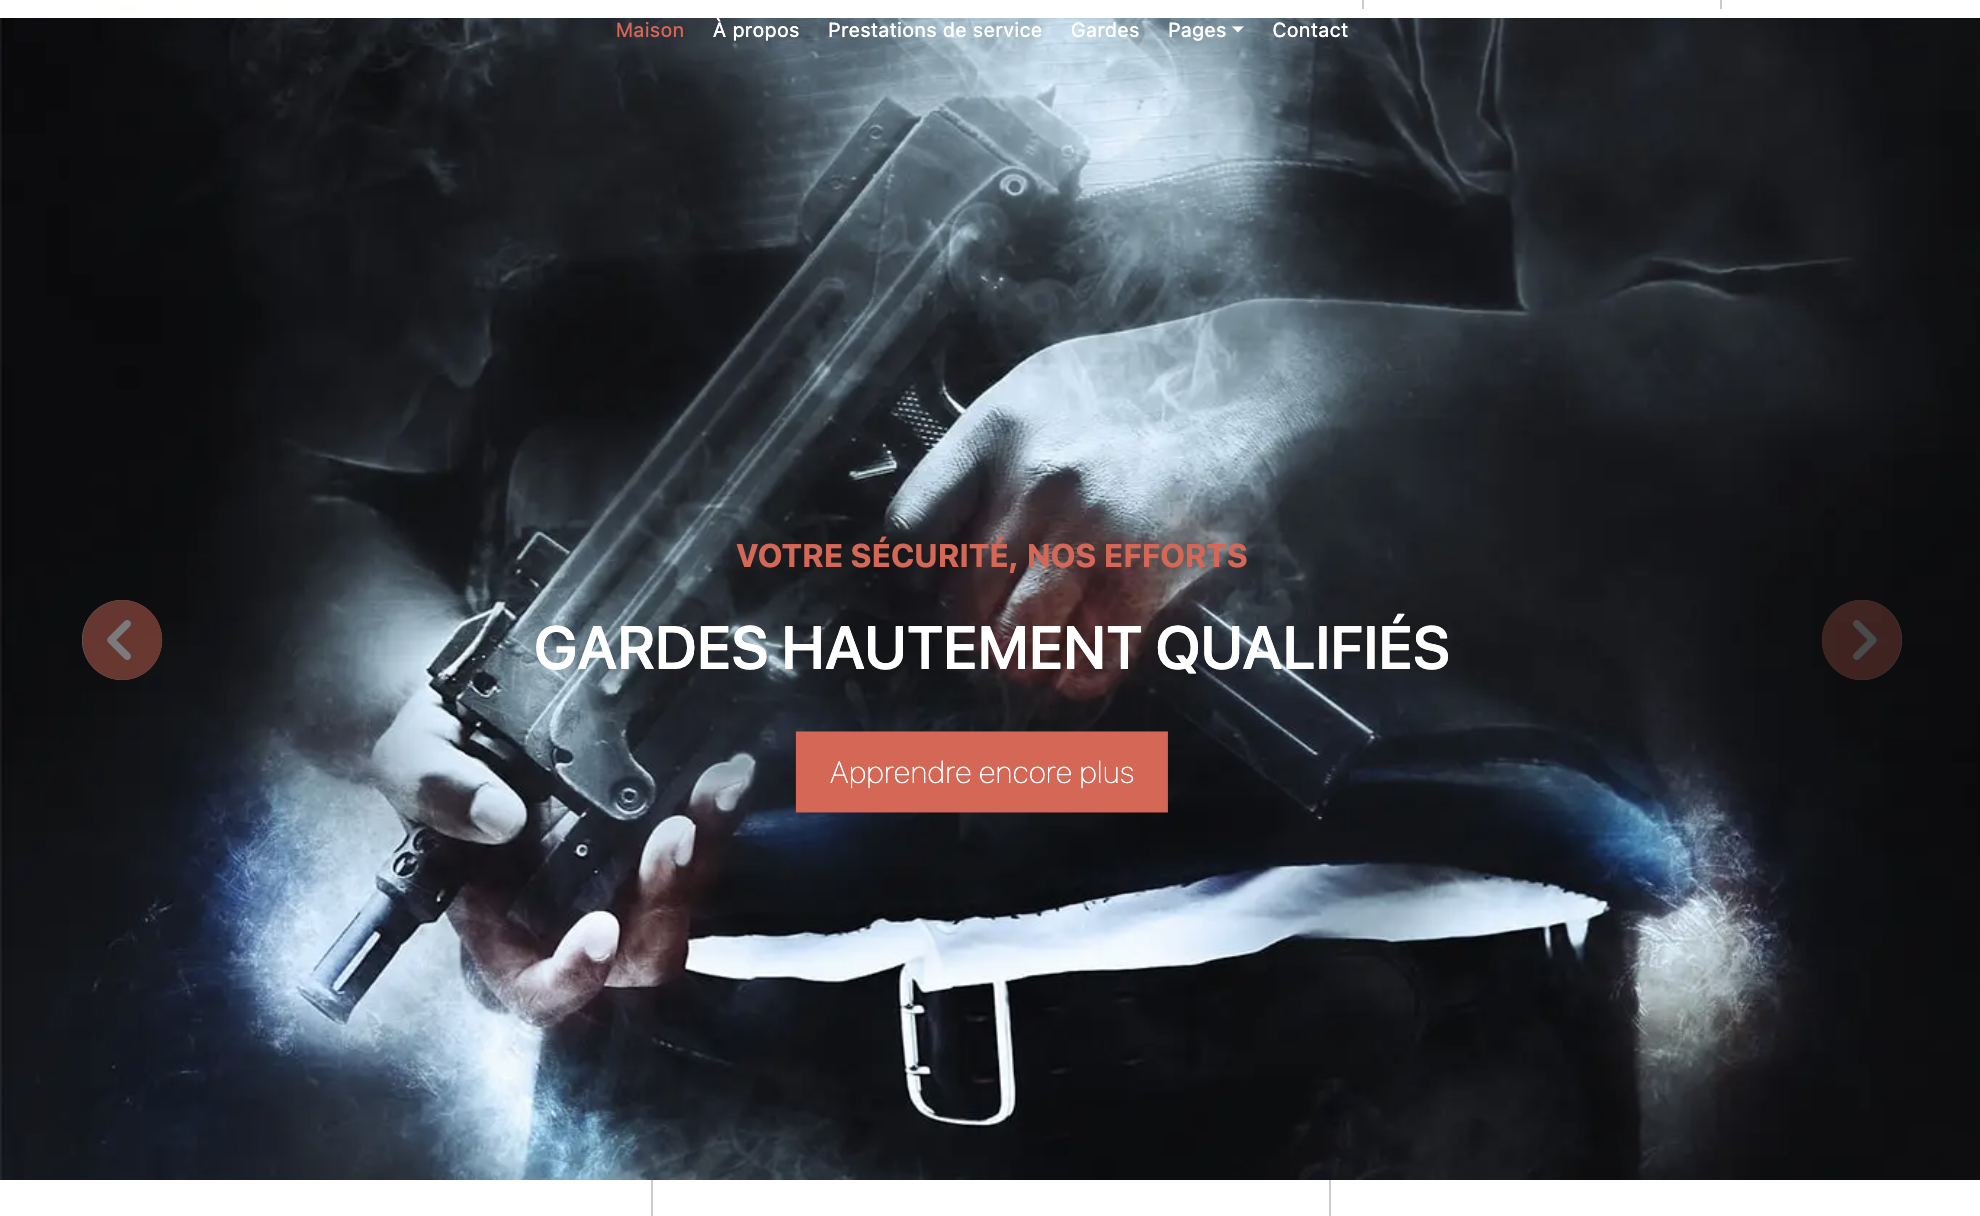 Maison À propos Prestations de service Gardes Pages Contact
VOTRE SÉCURITÉ, NOS EFFORTS
GARDES HAUTEMENT QUALIFIÉS
Apprendre encore plus